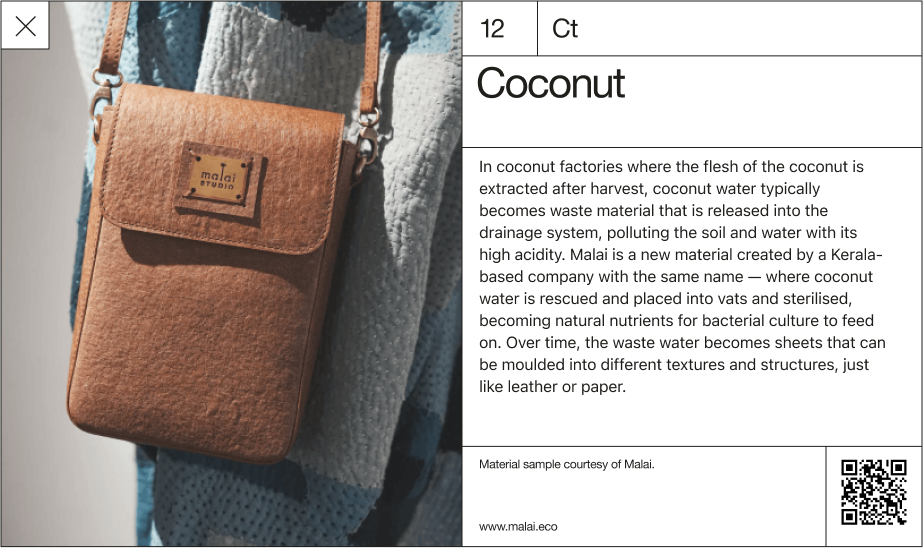 malai
STUDIO
12
Ct
Coconut
In coconut factories where the flesh of the coconut is
extracted after harvest, coconut water typically
becomes waste material that is released into the
drainage system, polluting the soil and water with its
high acidity. Malai is a new material created by a Kerala-
based company with the same name — where coconut
water is rescued and placed into vats and sterilised,
becoming natural nutrients for bacterial culture to feed
on. Over time, the waste water becomes sheets that can
be moulded into different textures and structures, just
like leather or paper.
Material sample courtesy of Malai.
www.malai.eco